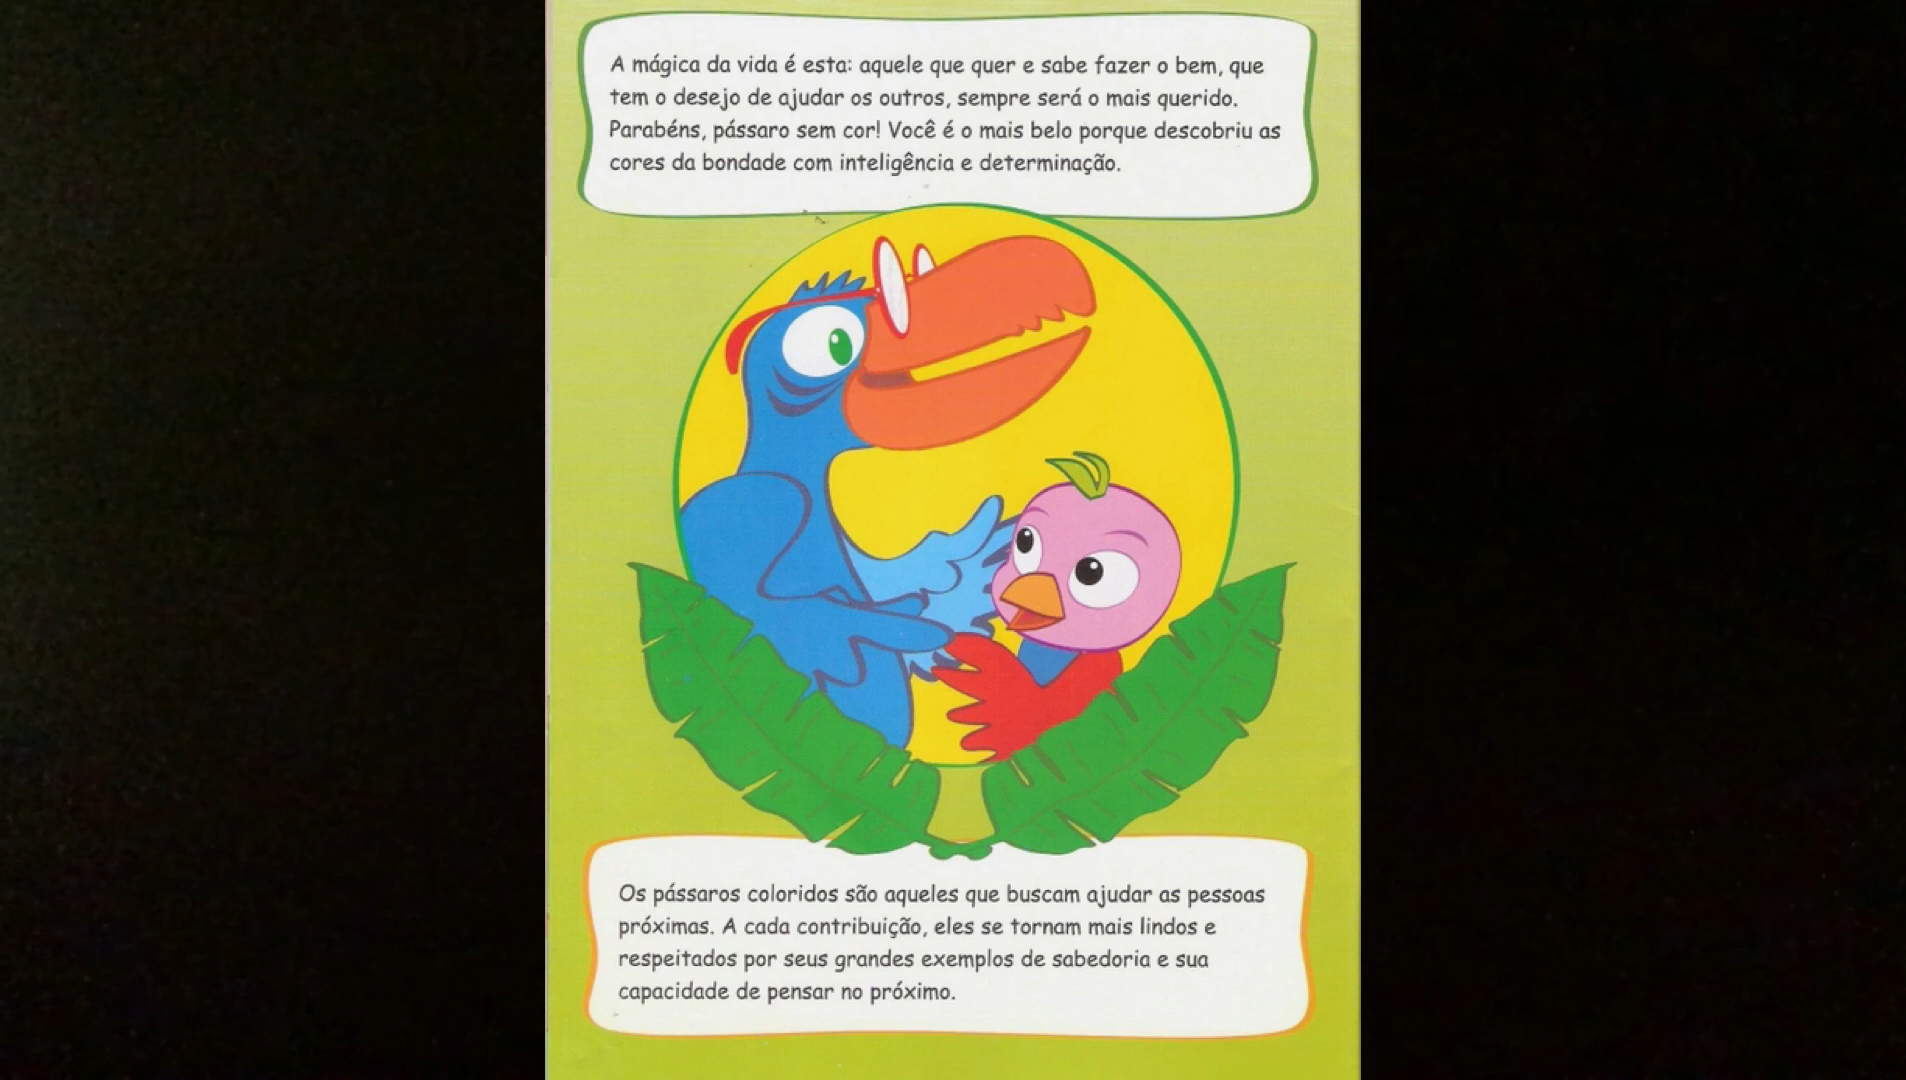 A mágica da vida é esta: aquele que quer e sabe fazer o bem, que
tem o desejo de ajudar os outros, sempre será o mais querido.
Parabéns, pássaro sem cor! Você é o mais belo porque descobriu as
cores da bondade com inteligência e determinação.
Os pássaros coloridos são aqueles que buscam ajudar as pessoas
próximas. A cada contribuição, eles se tornam mais lindos e
respeitados por seus grandes exemplos de sabedoria e sua
capacidade de pensar no próximo.